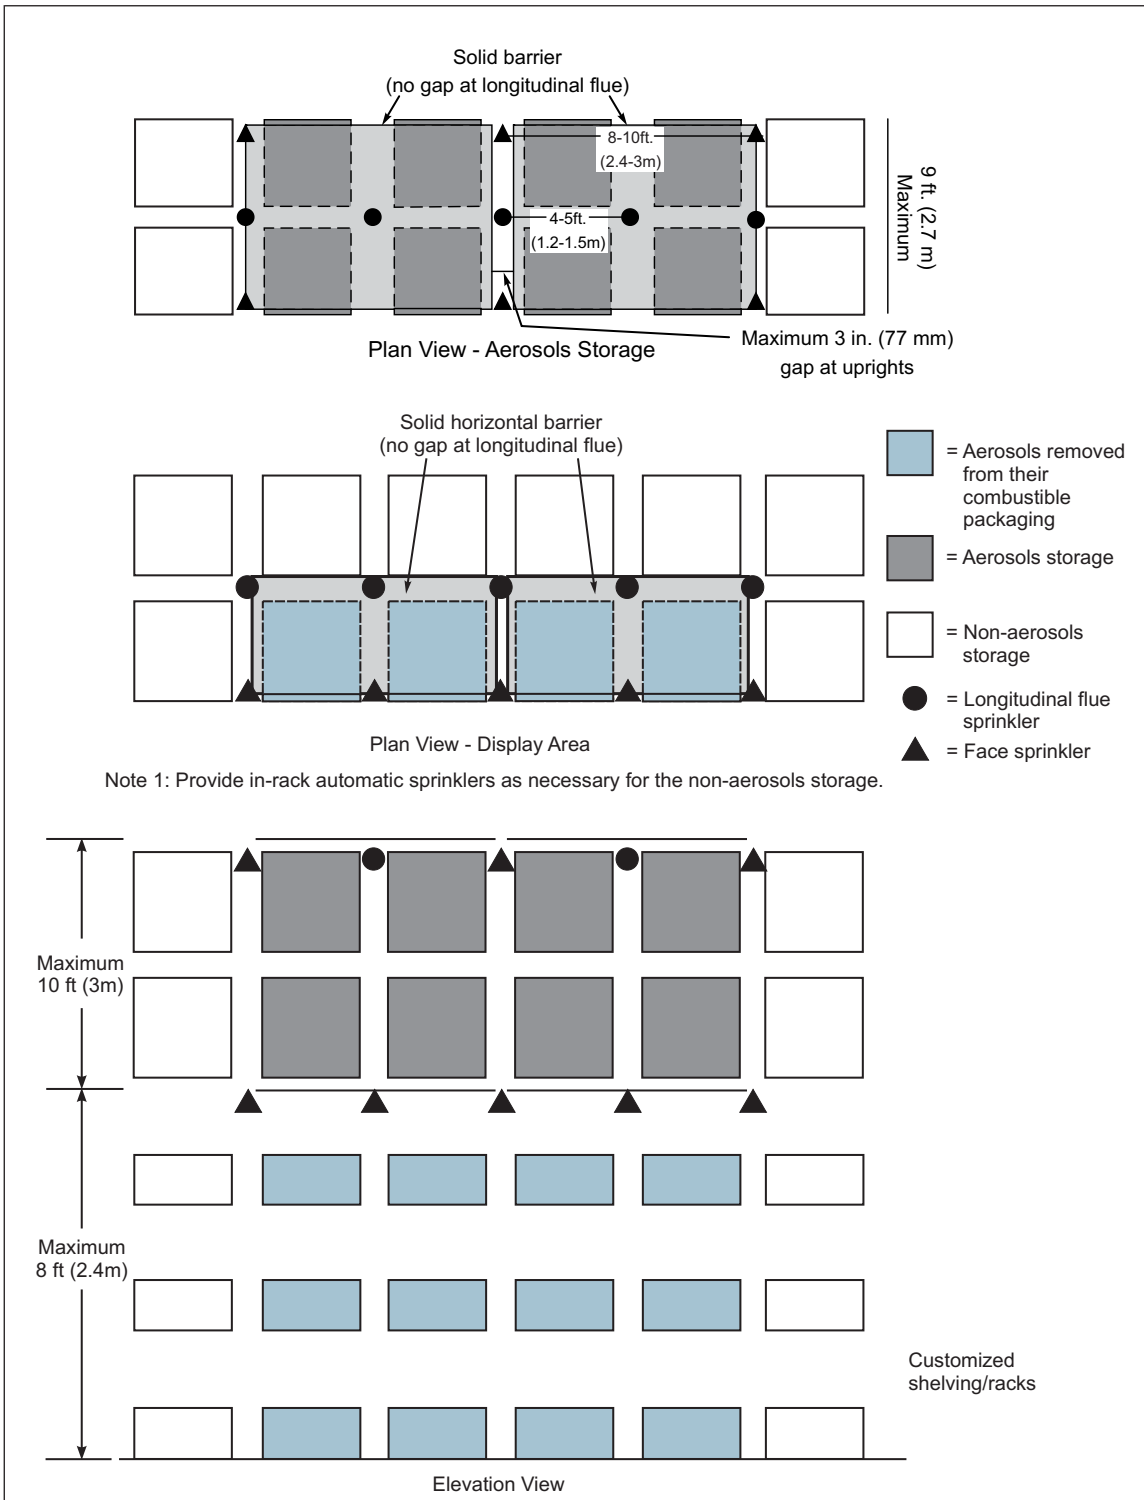 Solid barrier
(no gap at longitudinal flue)
8-10ft.
(2.4-3m)
4-5ft.
(1.2-1.5m)
9 ft. (2.7 m)
Maximum
Plan View - Aerosols Storage
Maximum 3 in. (77 mm)
gap at uprights
Solid horizontal barrier
(no gap at longitudinal flue)
= Aerosols removed
from their
combustible
packaging
= Aerosols storage
= Non-aerosols
storage
= Longitudinal flue
sprinkler
= Face sprinkler
Plan View - Display Area
Note 1: Provide in-rack automatic sprinklers as necessary for the non-aerosols storage.
Maximum
10 ft (3m)
Maximum
8 ft (2.4m)
Customized
shelving/racks
Elevation View